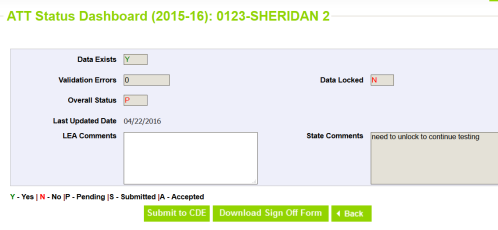 ATT Status Dashboard (2015-16): 0123-SHERIDAN 2
Data Exists Y
Validation Errors 0 Data Locked N
Overall Status P
Last Updated Date 04/22/2016
LEA Comments State Comments need to unlock to continue testing
Y - Yes | N - No |P - Pending |S - Submitted |A - Accepted
Submit to CDE Download Sign Off Form Back